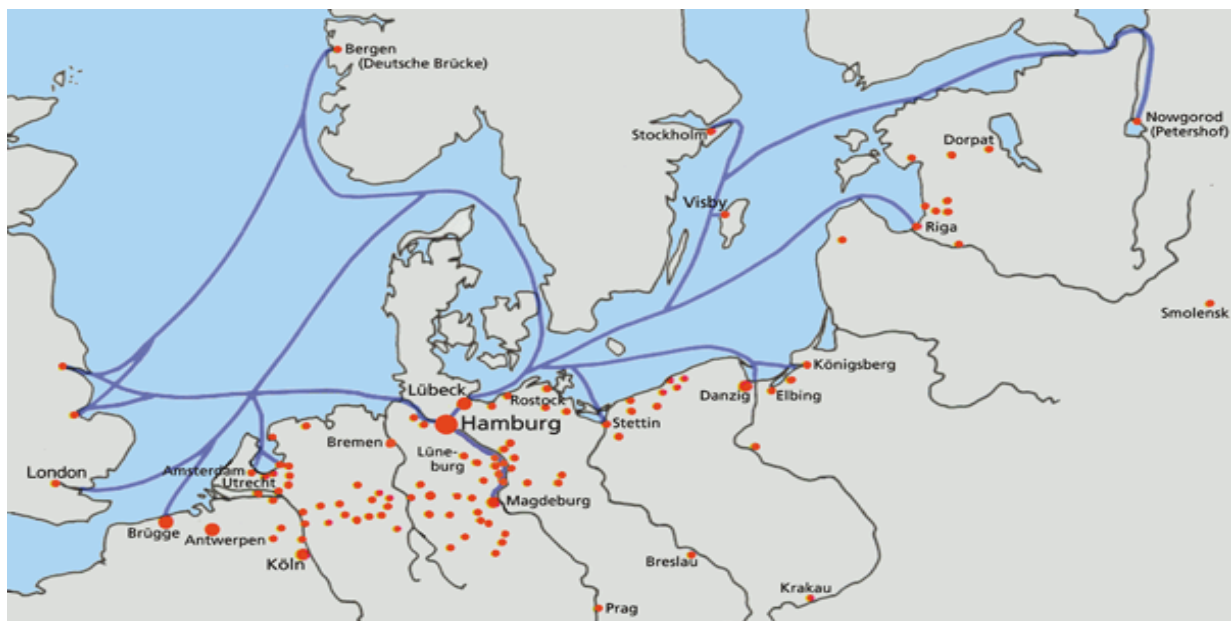 Bergen
(Deutsche Brücke)
Stockholm
Nowgorod
(Petershof)
Dorpat
Visby
Riga
Smolensk
Königsberg
Lübeck
Rostock
Danzig
Elbing
Hamburg
Stettin
Bremen
Lüne-
burg
London
Amsterdam
Utrecht
Magdeburg
Brügge
Antwerpen
Köln
Breslau
Krakau
Prag